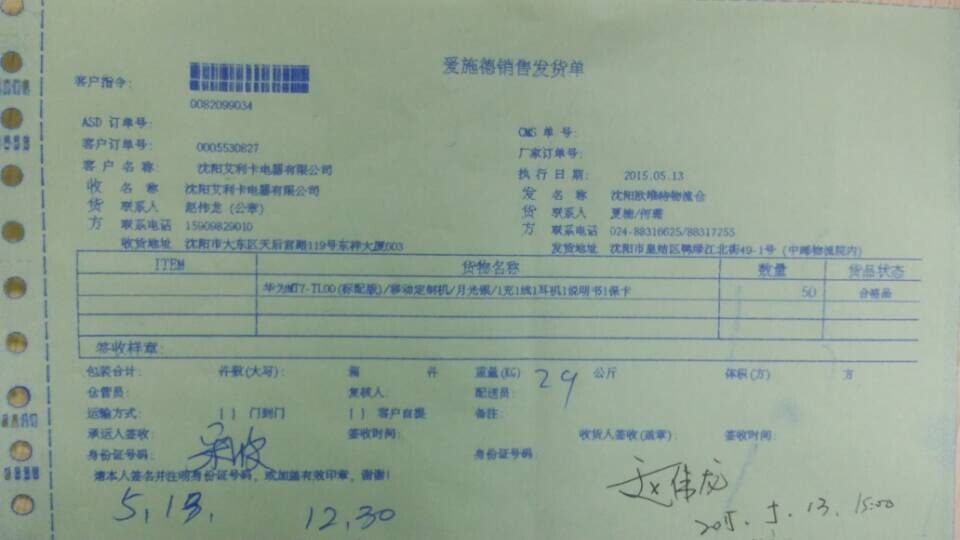 爱施德销售发货单
客户指令:
0082099034
ASD 订单号:
CMS 单 号:
客户订单号: 0005530827
厂家订单号:
客 户 名 称: 沈阳艾利卡电器有限公司
执 行 日 期: 2015.05.13
收 名 称 沈阳艾利卡电器有限公司
发 名 称 沈阳欧维特物流仓
货 联系人 赵伟龙 (公章)
货 联系人 夏楠/何珊
方 联系电话 15909829010
方 联系电话 024-88316625/88317255
收货地址 沈阳市大东区天后宫路119号东祥大厦603
发货地址 沈阳市皇姑区鸭绿江北街49-1号 (中邮物流院内)
ITEM 货物名称 数量 货品状态
华为MT7-TL00(标配版)/移动定制机/月光银/1充1线1耳机1说明书1保卡 50 合格品
签收样章:
包装合计: 件数(大写): 箱 件 重量(KG) 29 公斤 体积(方) 方
仓管员: 复核人: 配送员:
运输方式: [ ] 门到门 [ ] 客户自提 备注:
承运人签收: 签收时间: 收货人签收(盖章): 签收时间:
身份证号码: 身份证号码:
请本人签名并注明身份证号码, 或加盖有效印章, 谢谢!
赵伟龙
5.13. 12.30
2015.5.13. 15:00